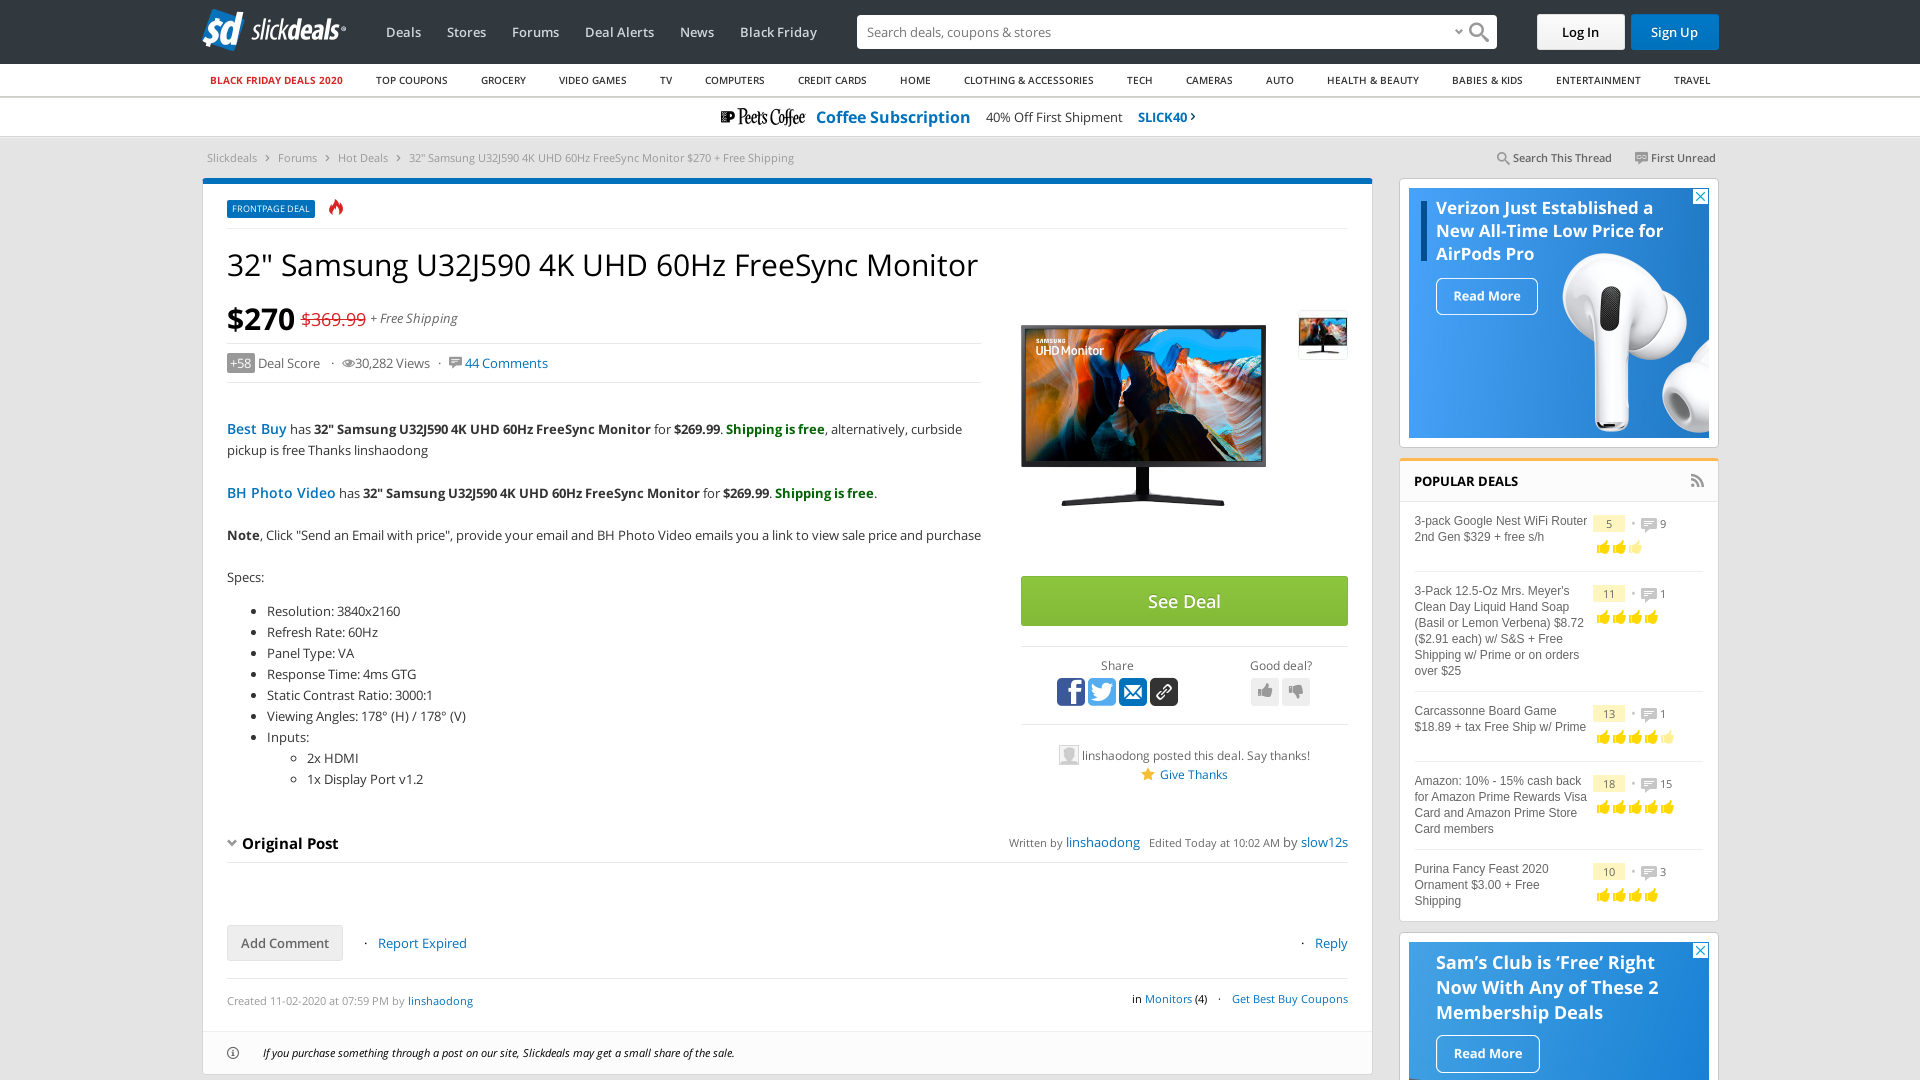 slickdeals
Deals
Stores
Forums
Deal Alerts
News
Black Friday
Search deals, coupons & stores
Log In
Sign Up
BLACK FRIDAY DEALS 2020
TOP COUPONS
GROCERY
VIDEO GAMES
TV
COMPUTERS
CREDIT CARDS
HOME
CLOTHING & ACCESSORIES
TECH
CAMERAS
AUTO
HEALTH & BEAUTY
BABIES & KIDS
ENTERTAINMENT
TRAVEL
Peet's Coffee Coffee Subscription 40% Off First Shipment SLICK40 ›
Slickdeals › Forums › Hot Deals › 32" Samsung U32J590 4K UHD 60Hz FreeSync Monitor $270 + Free Shipping
Search This Thread
First Unread
FRONTPAGE DEAL
32" Samsung U32J590 4K UHD 60Hz FreeSync Monitor
$270 $369.99 + Free Shipping
+58 Deal Score · 30,282 Views · 44 Comments
SAMSUNG
UHD Monitor
Best Buy has 32" Samsung U32J590 4K UHD 60Hz FreeSync Monitor for $269.99. Shipping is free, alternatively, curbside
pickup is free Thanks linshaodong
BH Photo Video has 32" Samsung U32J590 4K UHD 60Hz FreeSync Monitor for $269.99. Shipping is free.
Note, Click "Send an Email with price", provide your email and BH Photo Video emails you a link to view sale price and purchase
Specs:
• Resolution: 3840x2160
• Refresh Rate: 60Hz
• Panel Type: VA
• Response Time: 4ms GTG
• Static Contrast Ratio: 3000:1
• Viewing Angles: 178° (H) / 178° (V)
• Inputs:
◦ 2x HDMI
◦ 1x Display Port v1.2
See Deal
Share
Good deal?
linshaodong posted this deal. Say thanks!
Give Thanks
Original Post
Written by linshaodong Edited Today at 10:02 AM by slow12s
Add Comment
· Report Expired
· Reply
Created 11-02-2020 at 07:59 PM by linshaodong
in Monitors (4) · Get Best Buy Coupons
If you purchase something through a post on our site, Slickdeals may get a small share of the sale.
Verizon Just Established a
New All-Time Low Price for
AirPods Pro
Read More
POPULAR DEALS
3-pack Google Nest WiFi Router
2nd Gen $329 + free s/h
5 · 9
3-Pack 12.5-Oz Mrs. Meyer's
Clean Day Liquid Hand Soap
(Basil or Lemon Verbena) $8.72
($2.91 each) w/ S&S + Free
Shipping w/ Prime or on orders
over $25
11 · 1
Carcassonne Board Game
$18.89 + tax Free Ship w/ Prime
13 · 1
Amazon: 10% - 15% cash back
for Amazon Prime Rewards Visa
Card and Amazon Prime Store
Card members
18 · 15
Purina Fancy Feast 2020
Ornament $3.00 + Free
Shipping
10 · 3
Sam's Club is ‘Free’ Right
Now With Any of These 2
Membership Deals
Read More